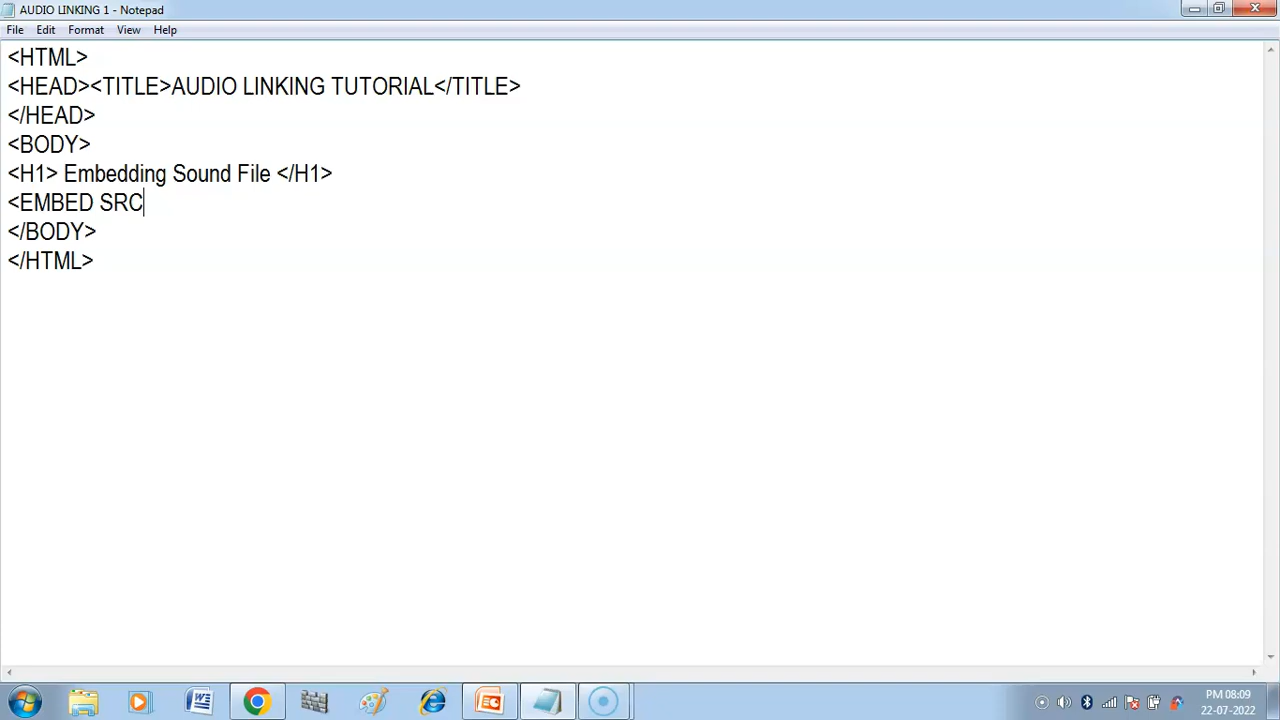 AUDIO LINKING 1 - Notepad
File Edit Format View Help
<HTML>
<HEAD><TITLE>AUDIO LINKING TUTORIAL</TITLE>
</HEAD>
<BODY>
<H1> Embedding Sound File </H1>
<EMBED SRC
</BODY>
</HTML>
PM 08:09
22-07-2022